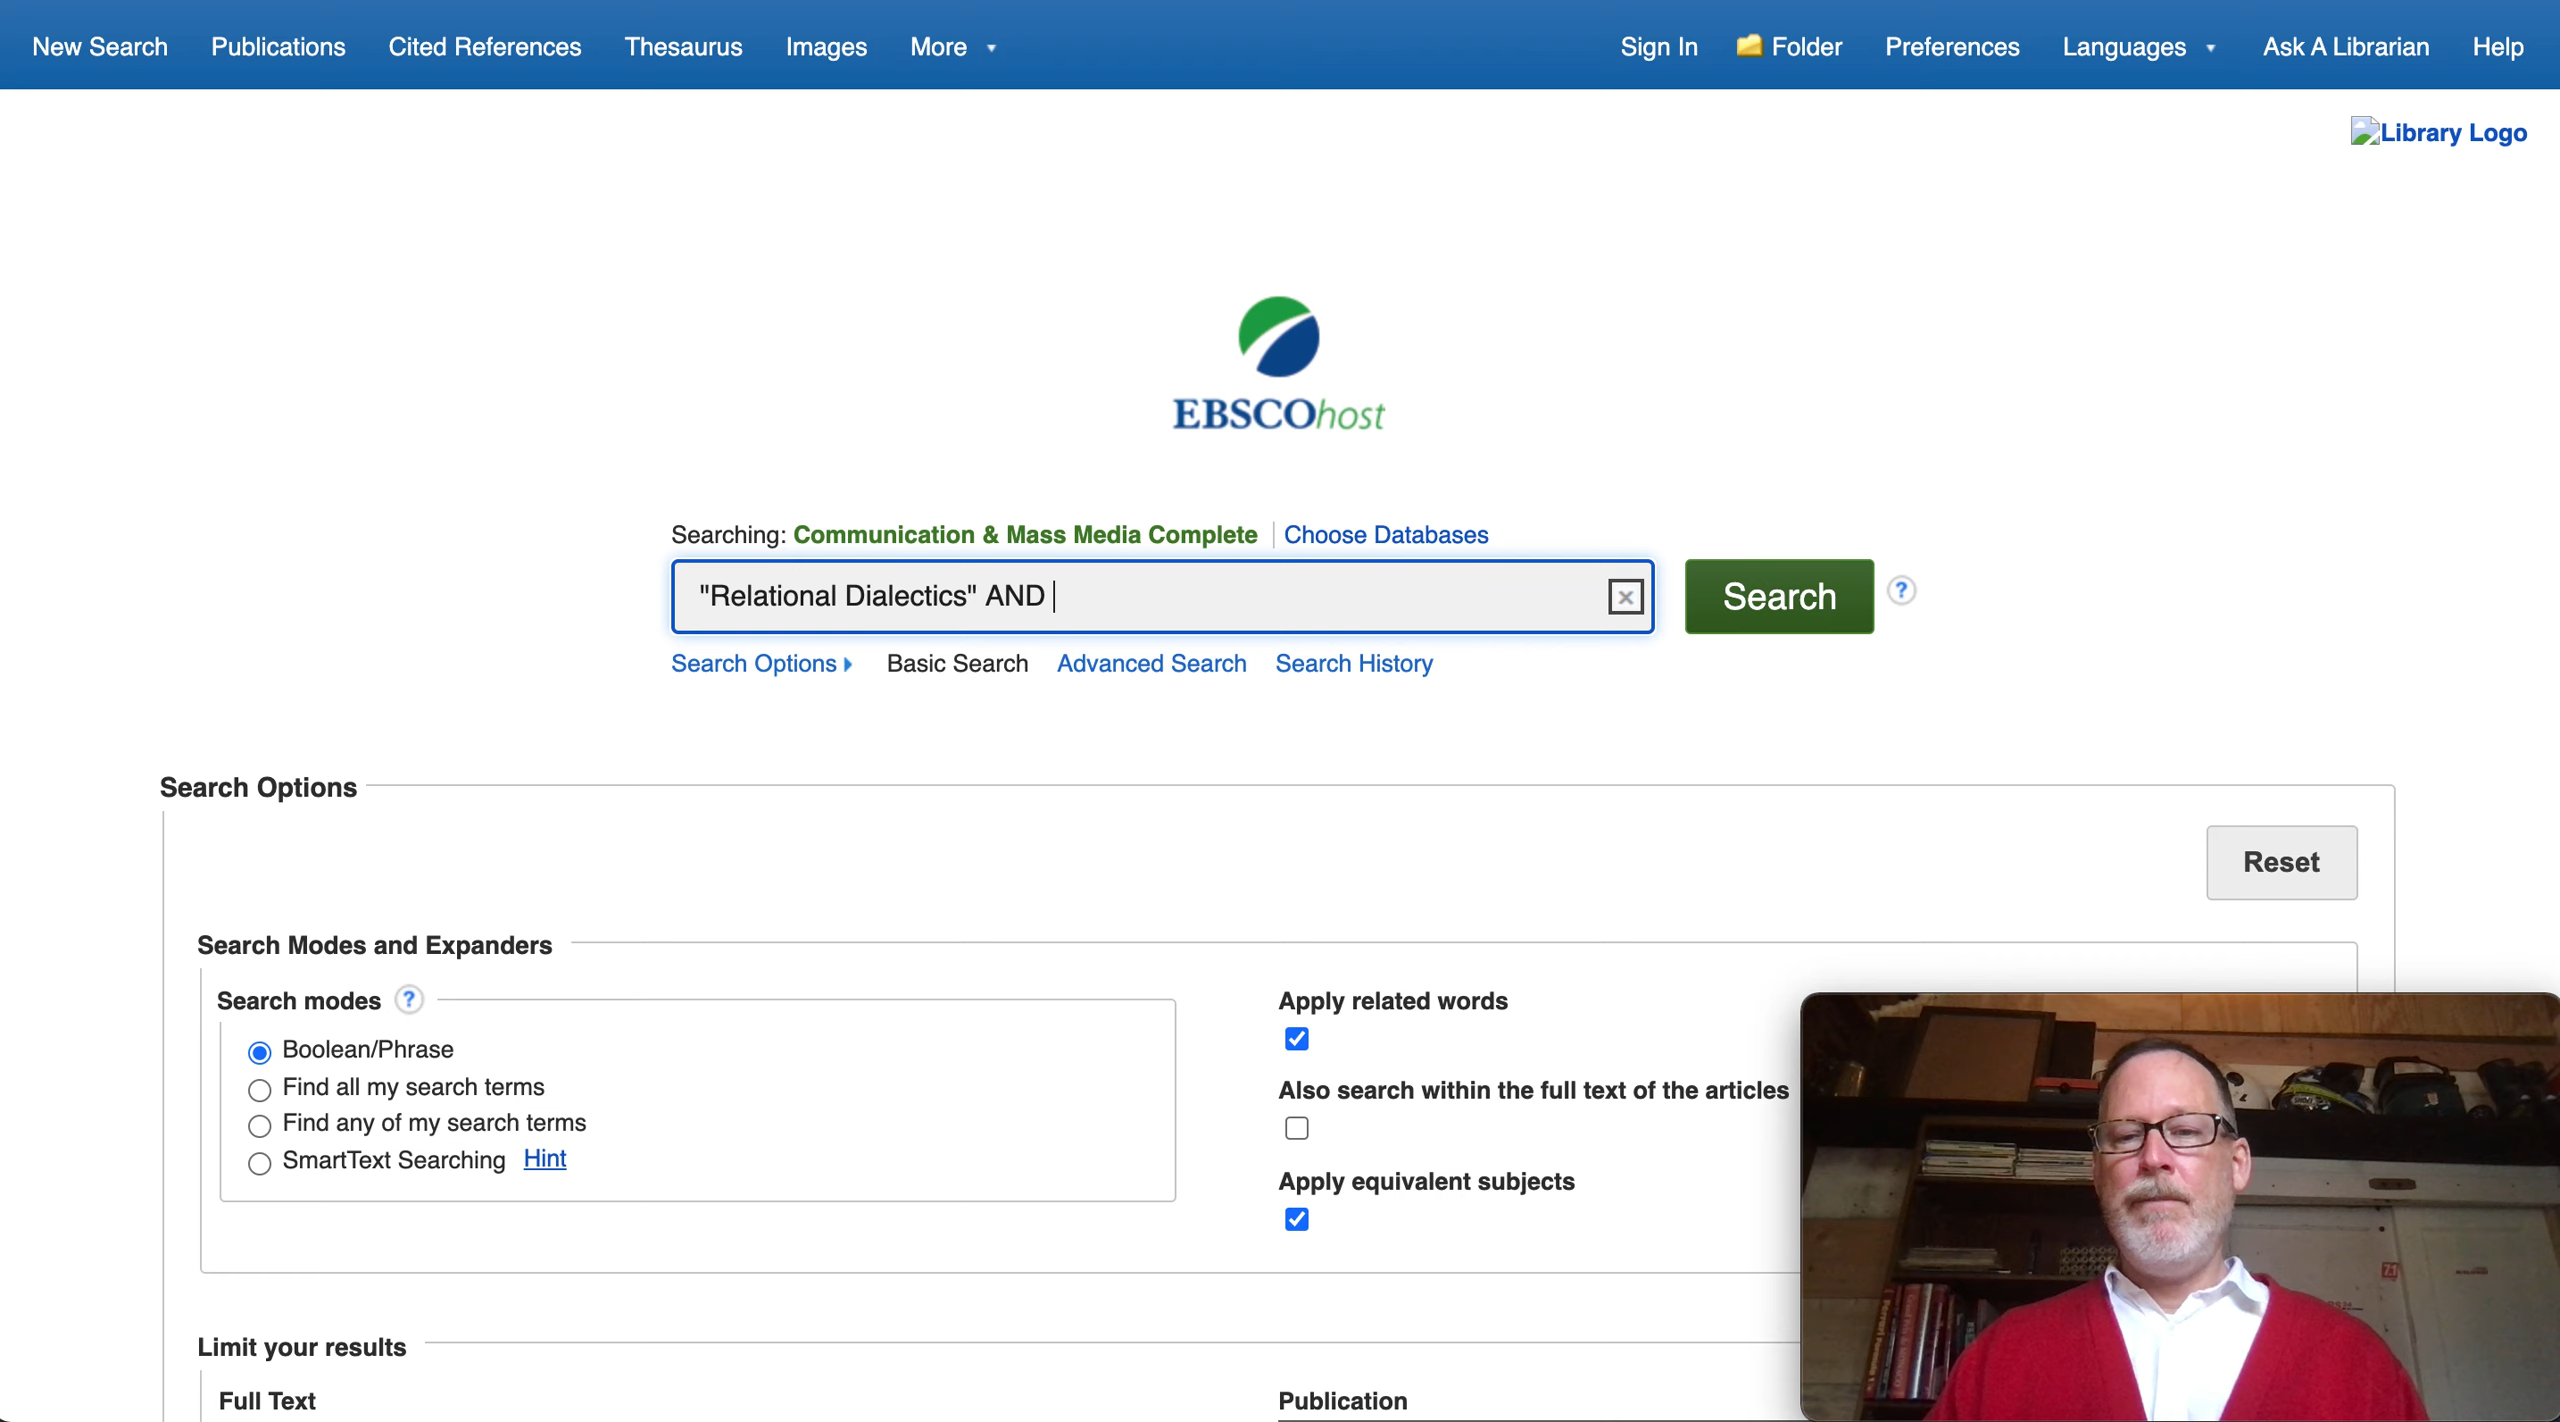 New Search Publications Cited References Thesaurus Images More Sign In Folder Preferences Languages Ask A Librarian Help
Library Logo
EBSCOhost
Searching: Communication & Mass Media Complete Choose Databases
"Relational Dialectics" AND
Search
?
Search Options Basic Search Advanced Search Search History
Search Options
Reset
Search Modes and Expanders
Search modes ?
Boolean/Phrase
Find all my search terms
Find any of my search terms
SmartText Searching Hint
Apply related words
Also search within the full text of the articles
Apply equivalent subjects
Limit your results
Full Text
Publication